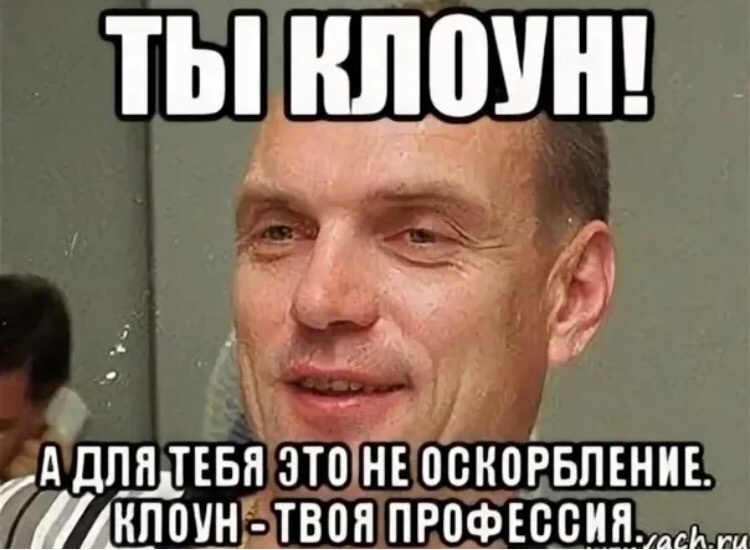 ТЫ КЛОУН!
А ДЛЯ ТЕБЯ ЭТО НЕ ОСКОРБЛЕНИЕ.
КЛОУН - ТВОЯ ПРОФЕССИЯ.